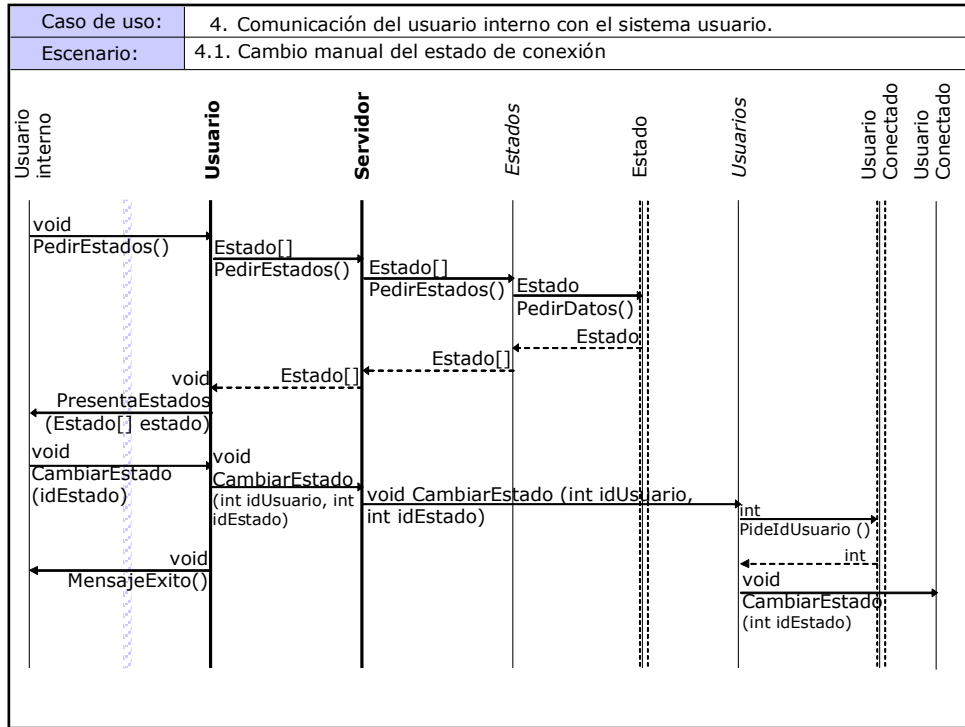 Caso de uso: 4. Comunicación del usuario interno con el sistema usuario.
Escenario: 4.1. Cambio manual del estado de conexión
Usuario
interno
Usuario
Servidor
Estados
Estado
Usuarios
Usuario
Conectado
Usuario
Conectado
void
PedirEstados()
Estado[]
PedirEstados()
Estado[]
PedirEstados()
Estado
PedirDatos()
Estado
Estado[]
Estado[]
void
PresentaEstados
(Estado[] estado)
void
CambiarEstado
(idEstado)
void
CambiarEstado
(int idUsuario, int
idEstado)
void CambiarEstado (int idUsuario,
int idEstado)
int
PideIdUsuario ()
int
void
MensajeExito()
void
CambiarEstado
(int idEstado)